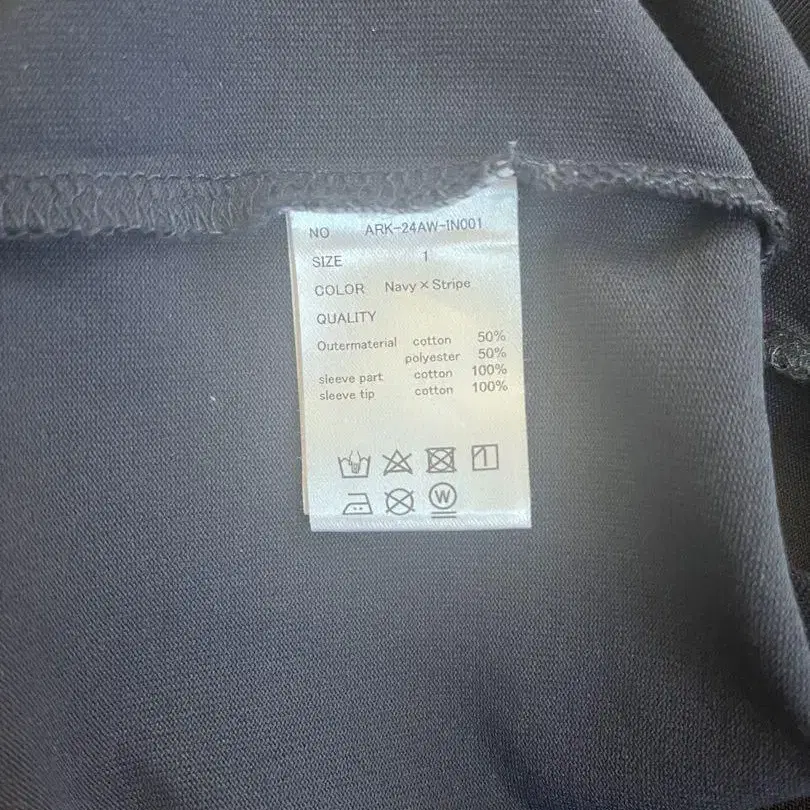 NO ARK-24AW-IN001
SIZE 1
COLOR Navy×Stripe
QUALITY
Outermaterial cotton 50%
polyester 50%
sleeve part cotton 100%
sleeve tip cotton 100%
W